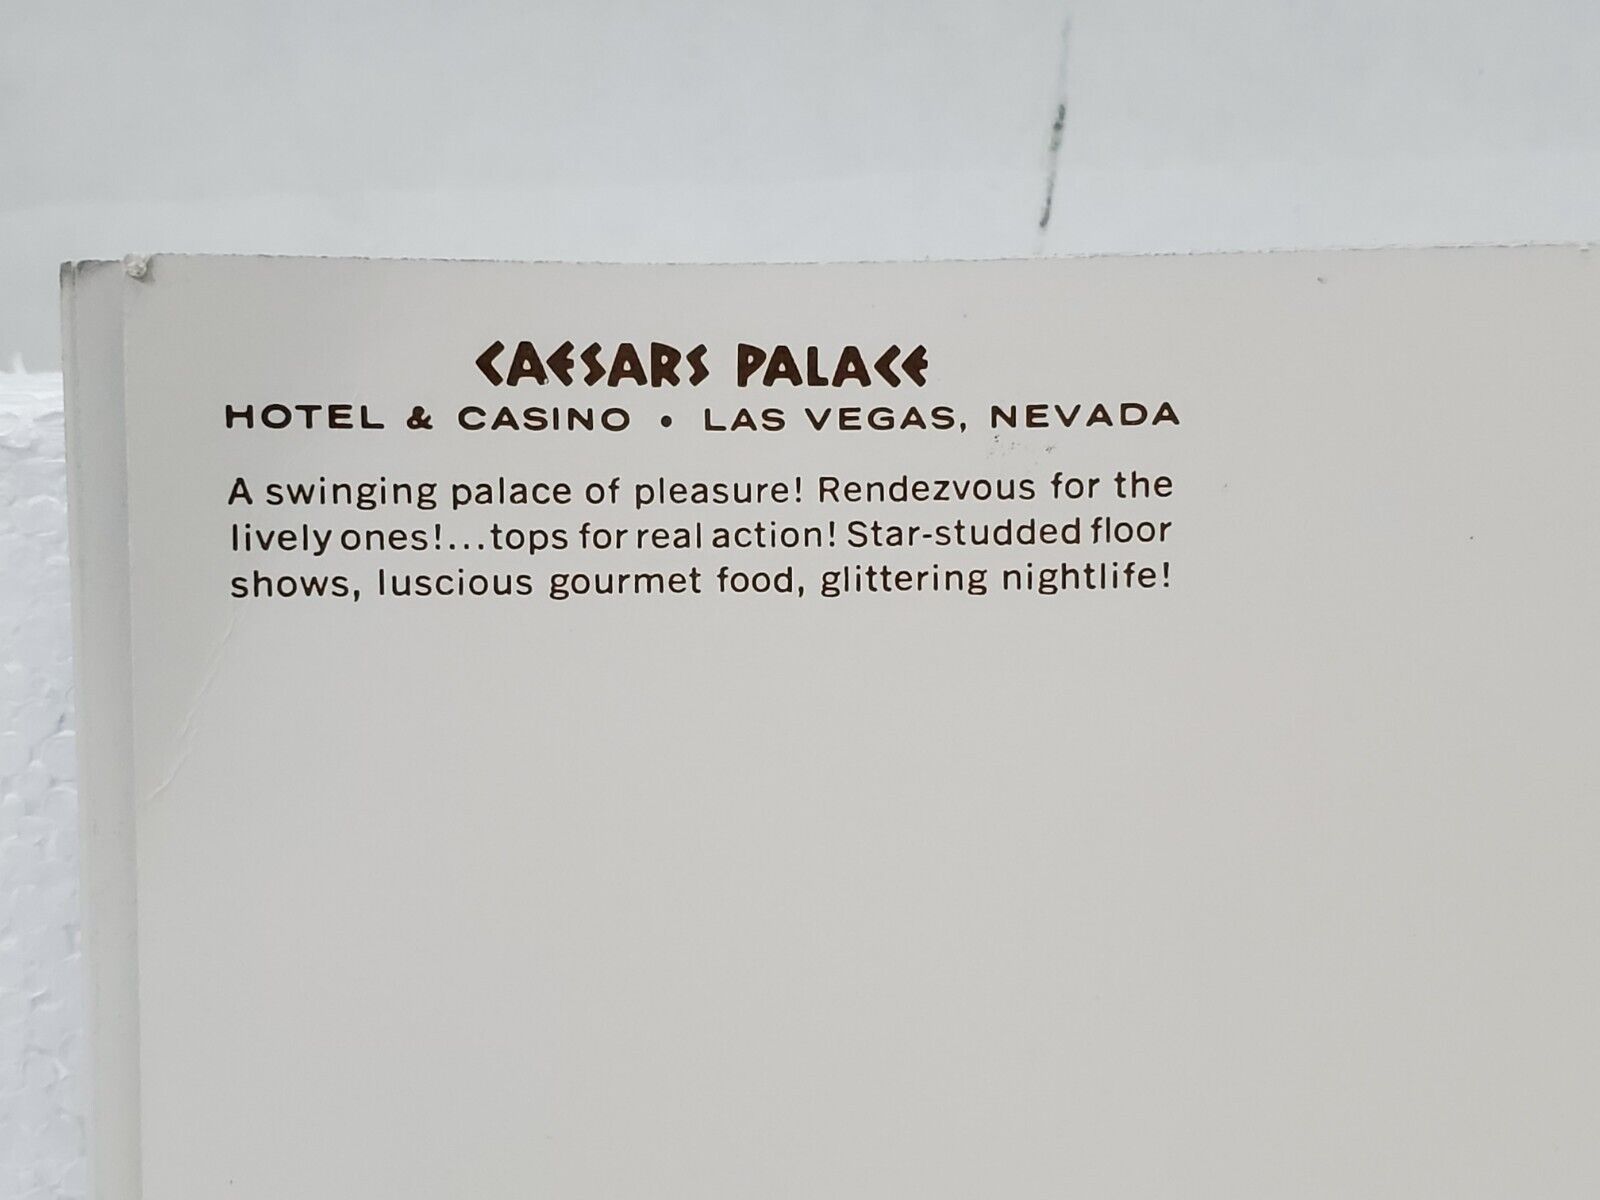 CAESARS PALACE
HOTEL & CASINO • LAS VEGAS, NEVADA
A swinging palace of pleasure! Rendezvous for the
lively ones!...tops for real action! Star-studded floor
shows, luscious gourmet food, glittering nightlife!